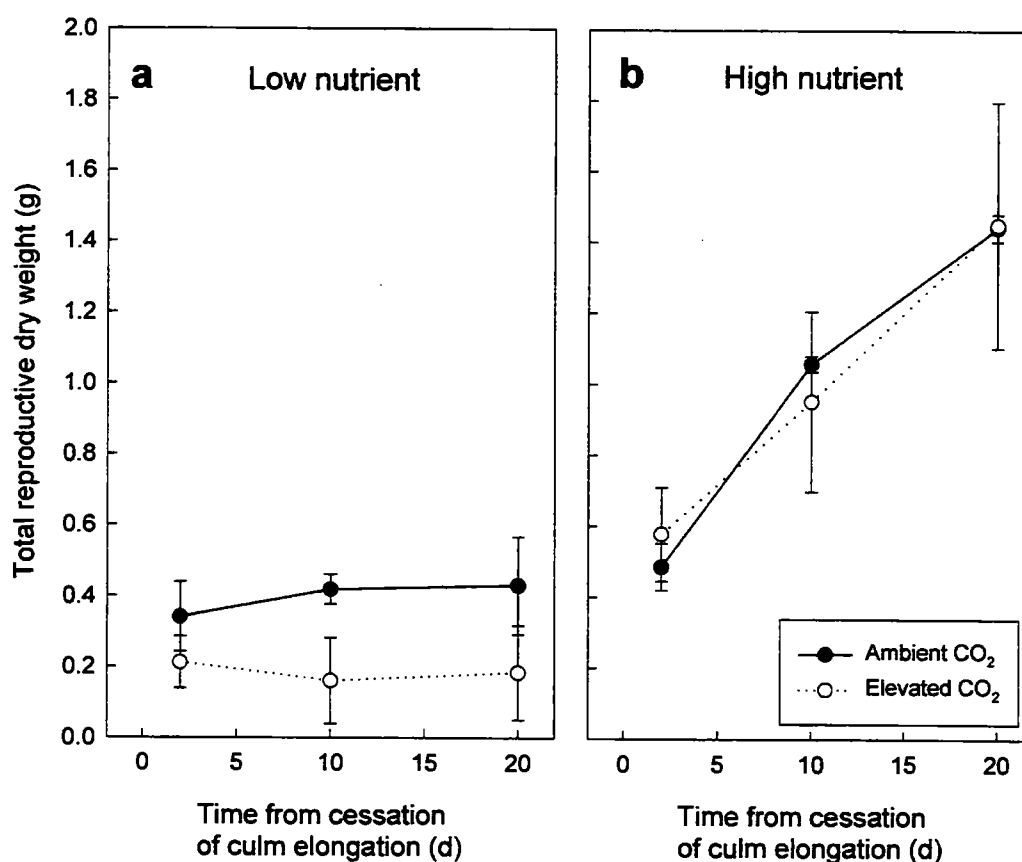 a Low nutrient
b High nutrient
Total reproductive dry weight (g)
2.0
1.8
1.6
1.4
1.2
1.0
0.8
0.6
0.4
0.2
0.0
Ambient CO₂
Elevated CO₂
0 5 10 15 20
0 5 10 15 20
Time from cessation
of culm elongation (d)
Time from cessation
of culm elongation (d)